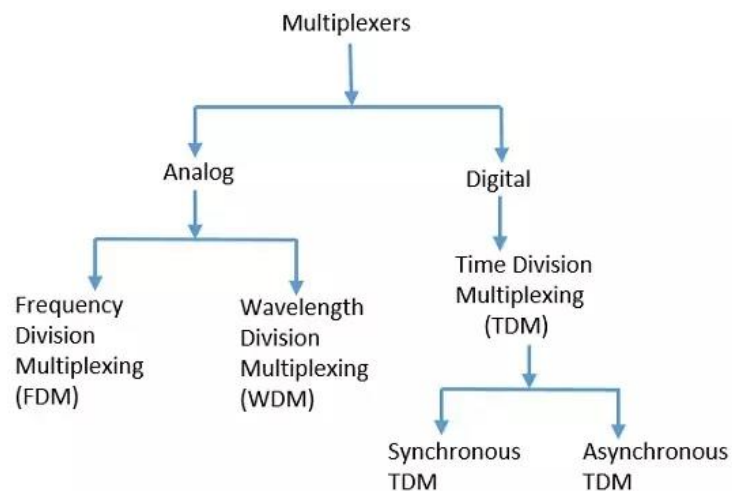 Multiplexers
Analog
Digital
Frequency
Division
Multiplexing
(FDM)
Wavelength
Division
Multiplexing
(WDM)
Time Division
Multiplexing
(TDM)
Synchronous
TDM
Asynchronous
TDM